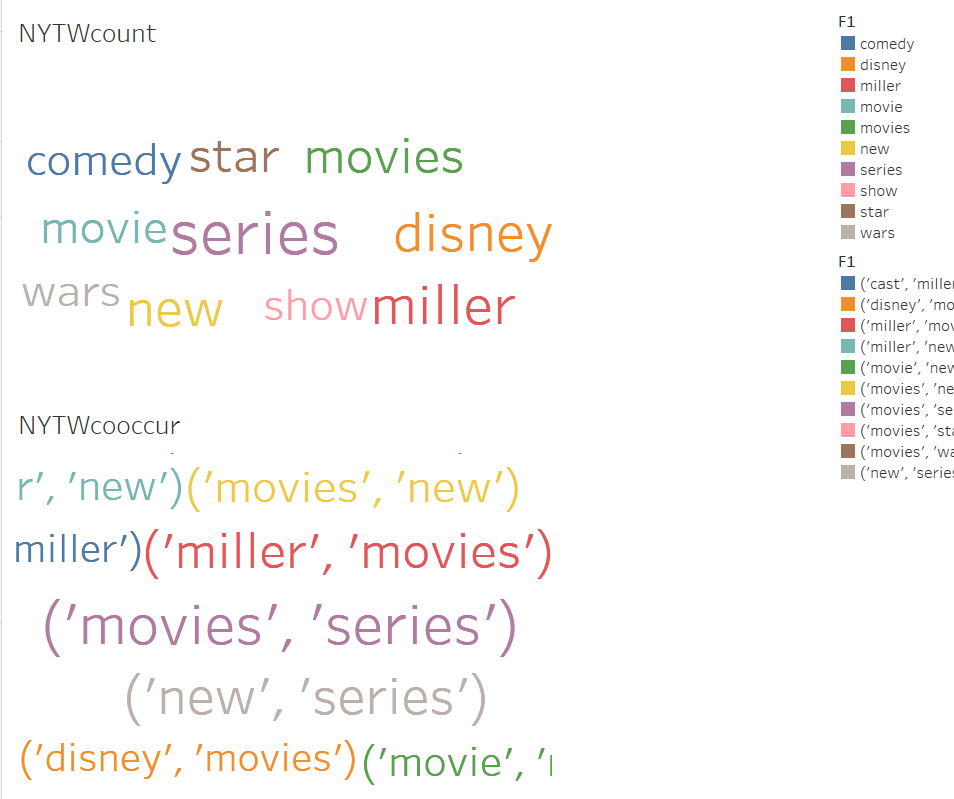 NYTWcount
comedy star movies
movie series disney
wars new show miller
NYTWcooccur
r', 'new') ('movies', 'new')
miller') ('miller', 'movies')
('movies', 'series')
('new', 'series')
('disney', 'movies') ('movie', '
F1
comedy
disney
miller
movie
movies
new
series
show
star
wars
F1
('cast', 'miller
('disney', 'mo
('miller', 'mov
('miller', 'new
('movie', 'new
('movies', 'ne
('movies', 'se
('movies', 'sta
('movies', 'wa
('new', 'series